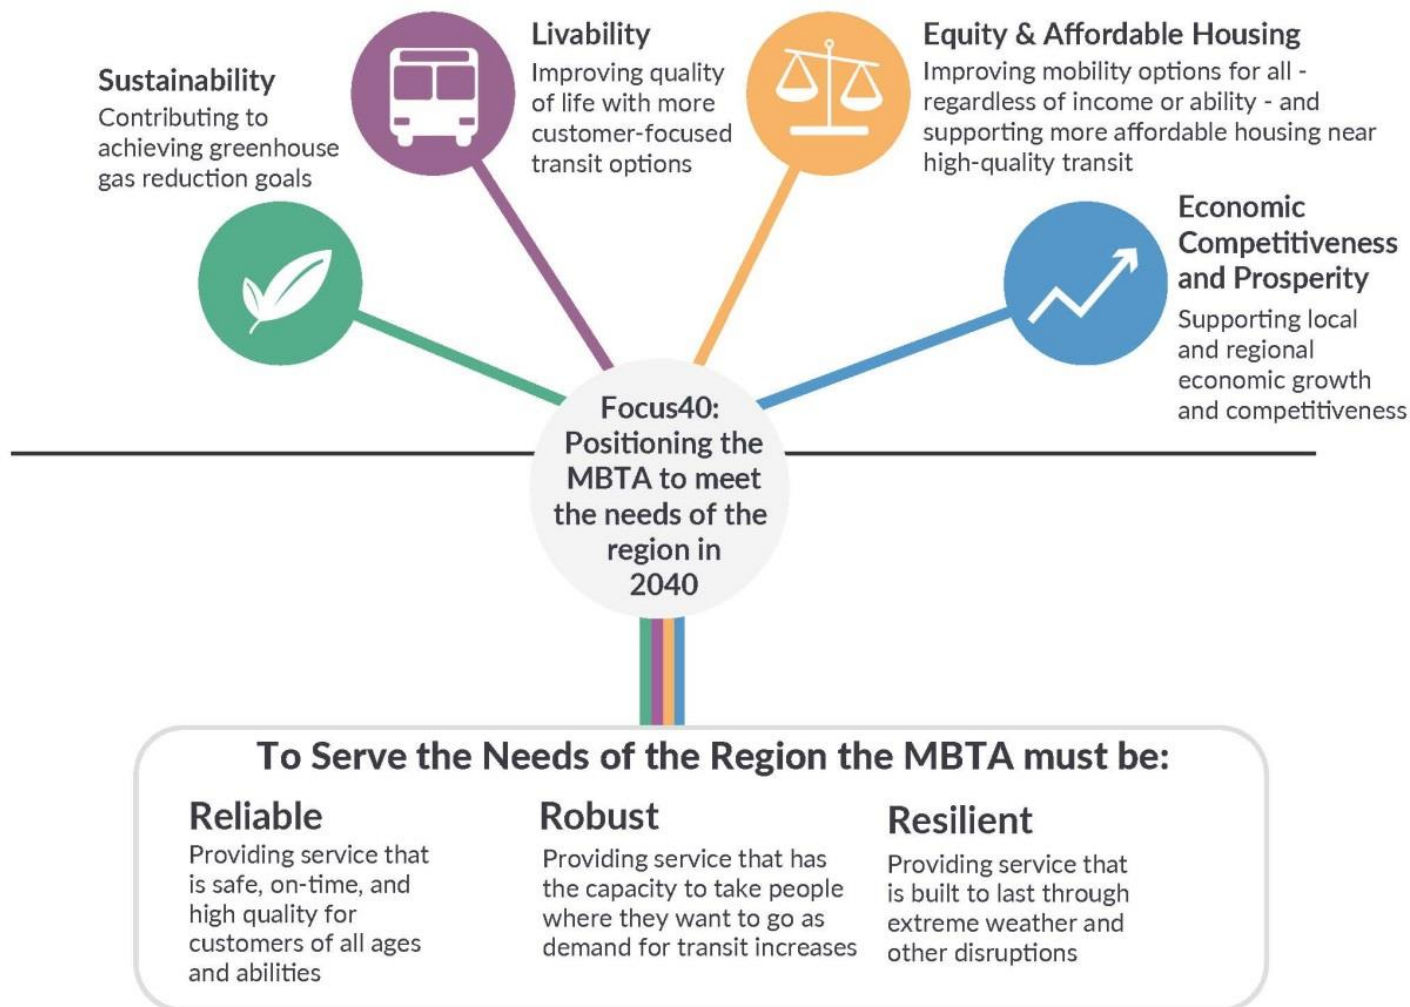 Sustainability
Contributing to
achieving greenhouse
gas reduction goals
Livability
Improving quality
of life with more
customer-focused
transit options
Equity & Affordable Housing
Improving mobility options for all -
regardless of income or ability - and
supporting more affordable housing near
high-quality transit
Economic
Competitiveness
and Prosperity
Supporting local
and regional
economic growth
and competitiveness
Focus40:
Positioning the
MBTA to meet
the needs of the
region in
2040
To Serve the Needs of the Region the MBTA must be:
Reliable
Providing service that
is safe, on-time, and
high quality for
customers of all ages
and abilities
Robust
Providing service that has
the capacity to take people
where they want to go as
demand for transit increases
Resilient
Providing service that
is built to last through
extreme weather and
other disruptions